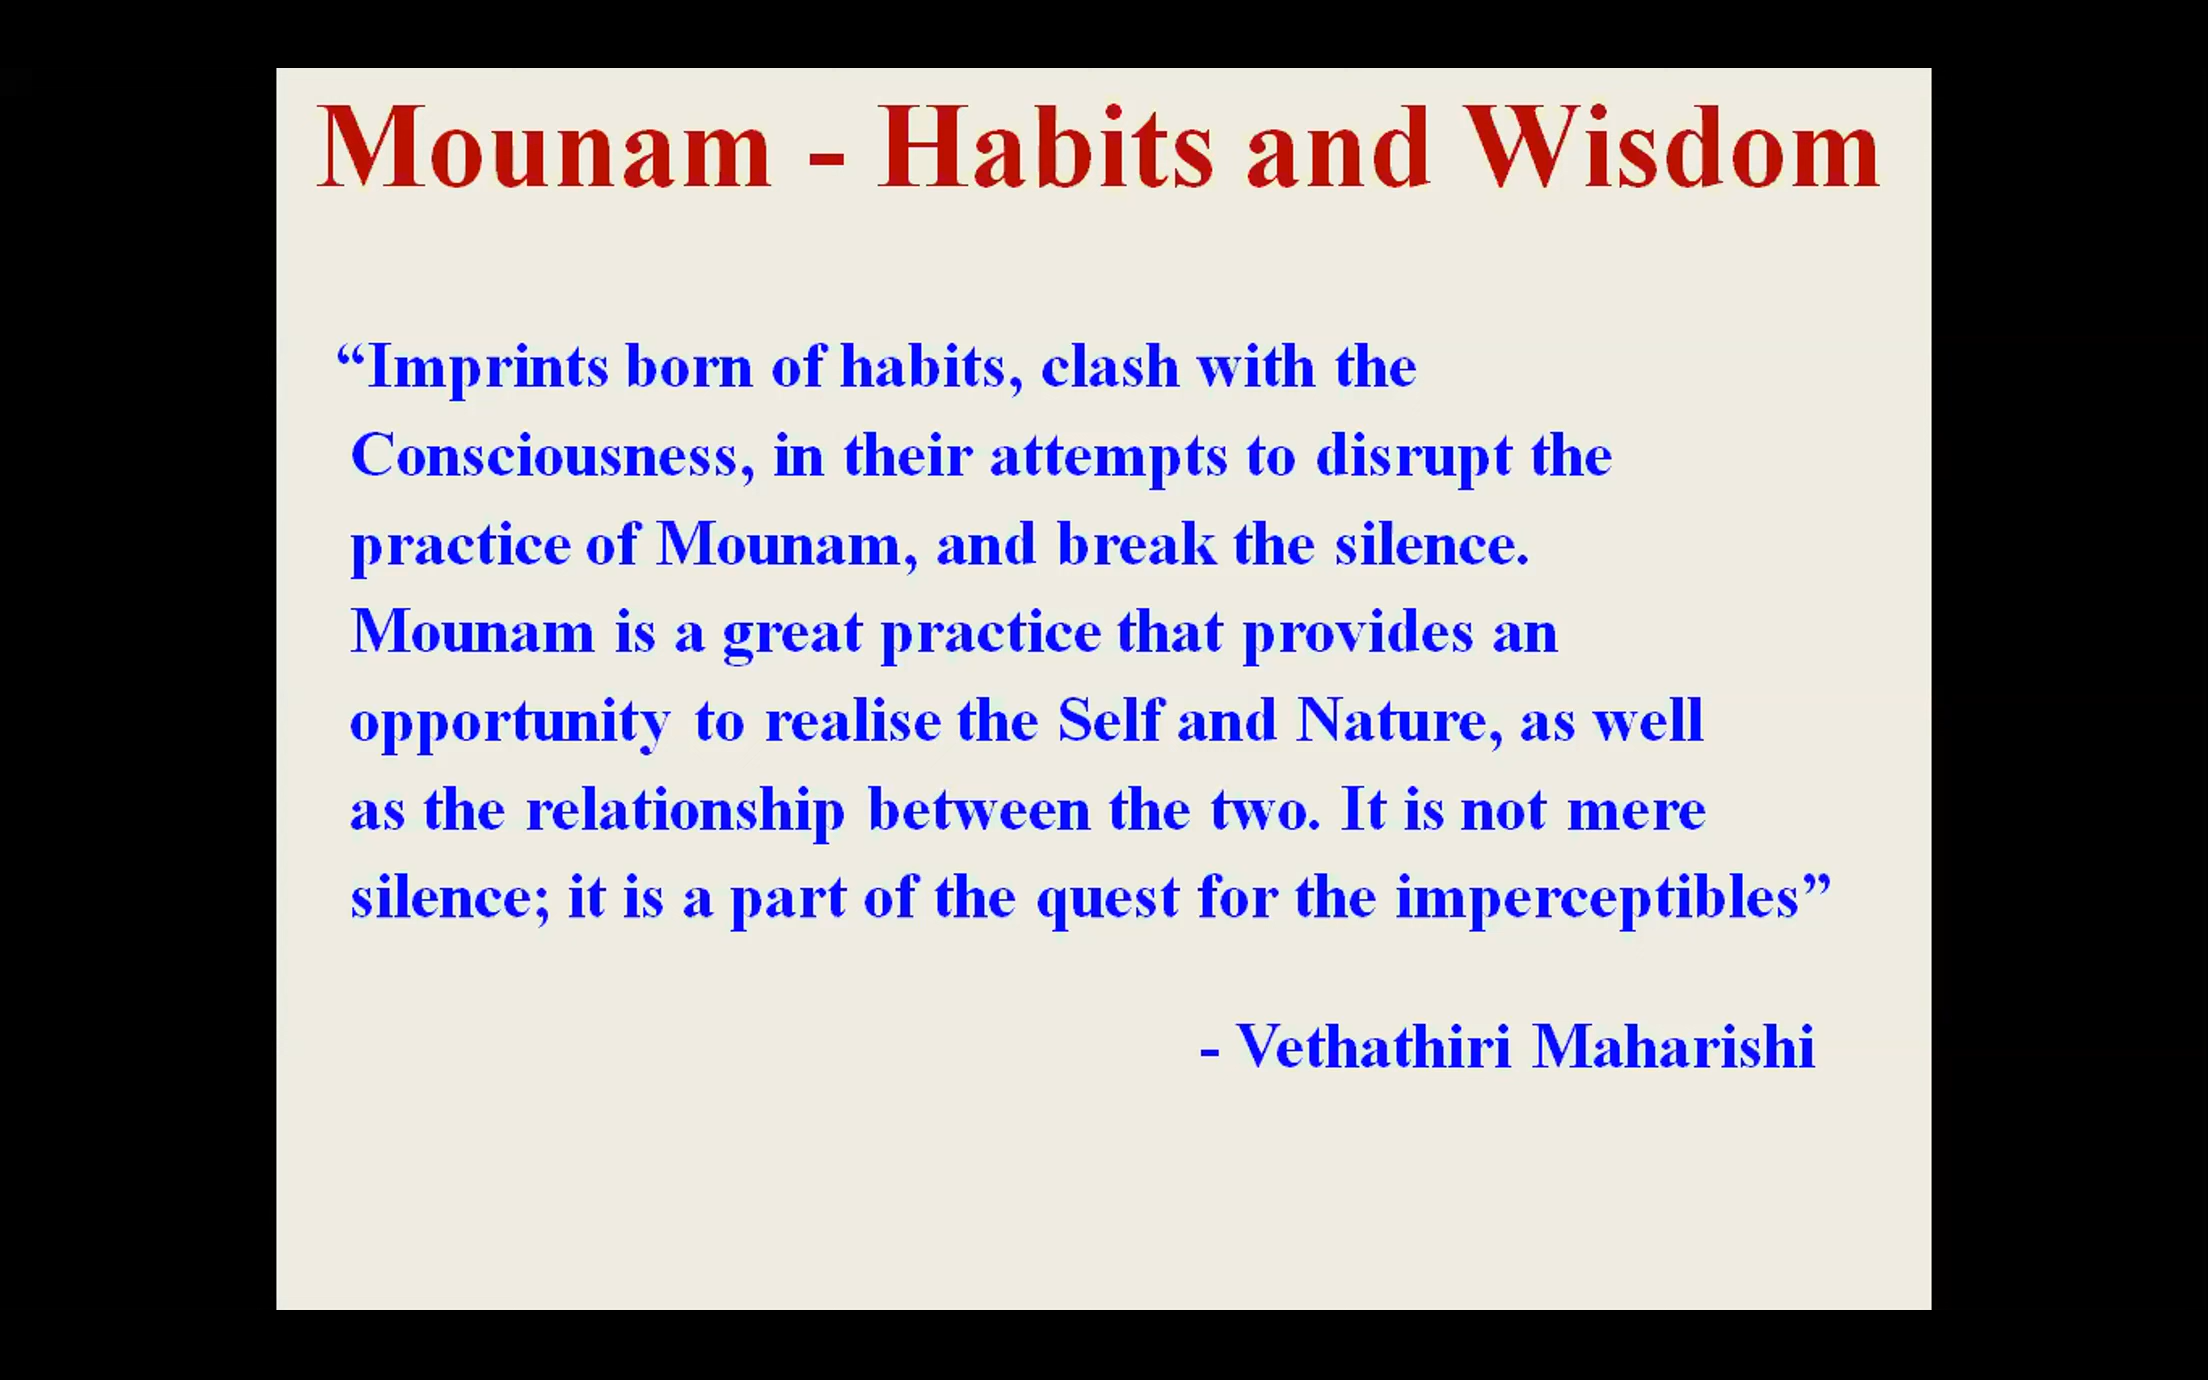 Mounam - Habits and Wisdom
“Imprints born of habits, clash with the
Consciousness, in their attempts to disrupt the
practice of Mounam, and break the silence.
Mounam is a great practice that provides an
opportunity to realise the Self and Nature, as well
as the relationship between the two. It is not mere
silence; it is a part of the quest for the imperceptibles”
- Vethathiri Maharishi